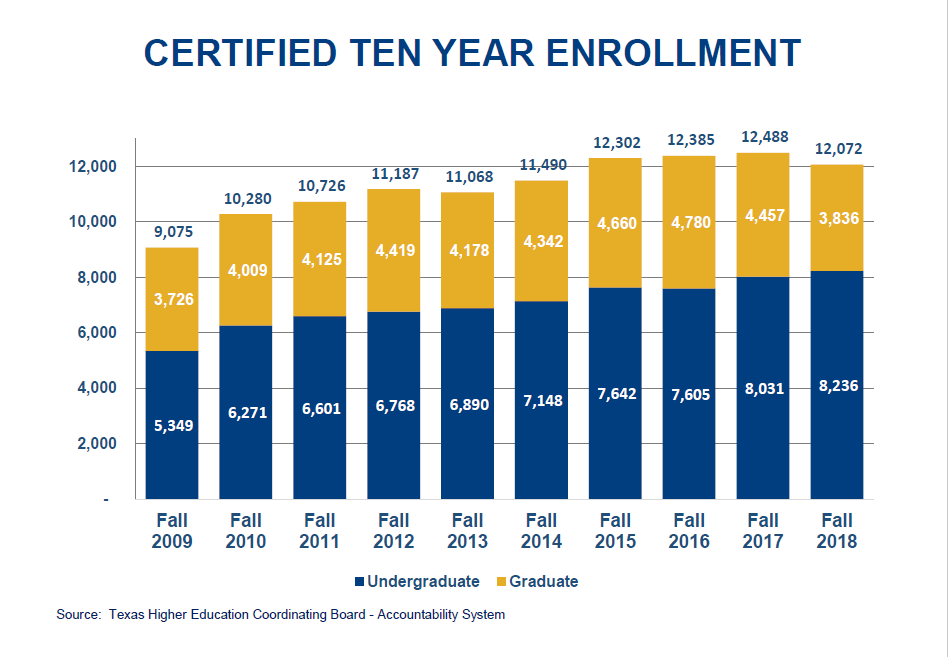 CERTIFIED TEN YEAR ENROLLMENT
12,000
10,000
8,000
6,000
4,000
2,000
-
9,075
10,280
10,726
11,187
11,068
11,490
12,302
12,385
12,488
12,072
3,726
4,009
4,125
4,419
4,178
4,342
4,660
4,780
4,457
3,836
5,349
6,271
6,601
6,768
6,890
7,148
7,642
7,605
8,031
8,236
Fall 2009
Fall 2010
Fall 2011
Fall 2012
Fall 2013
Fall 2014
Fall 2015
Fall 2016
Fall 2017
Fall 2018
Undergraduate Graduate
Source: Texas Higher Education Coordinating Board - Accountability System